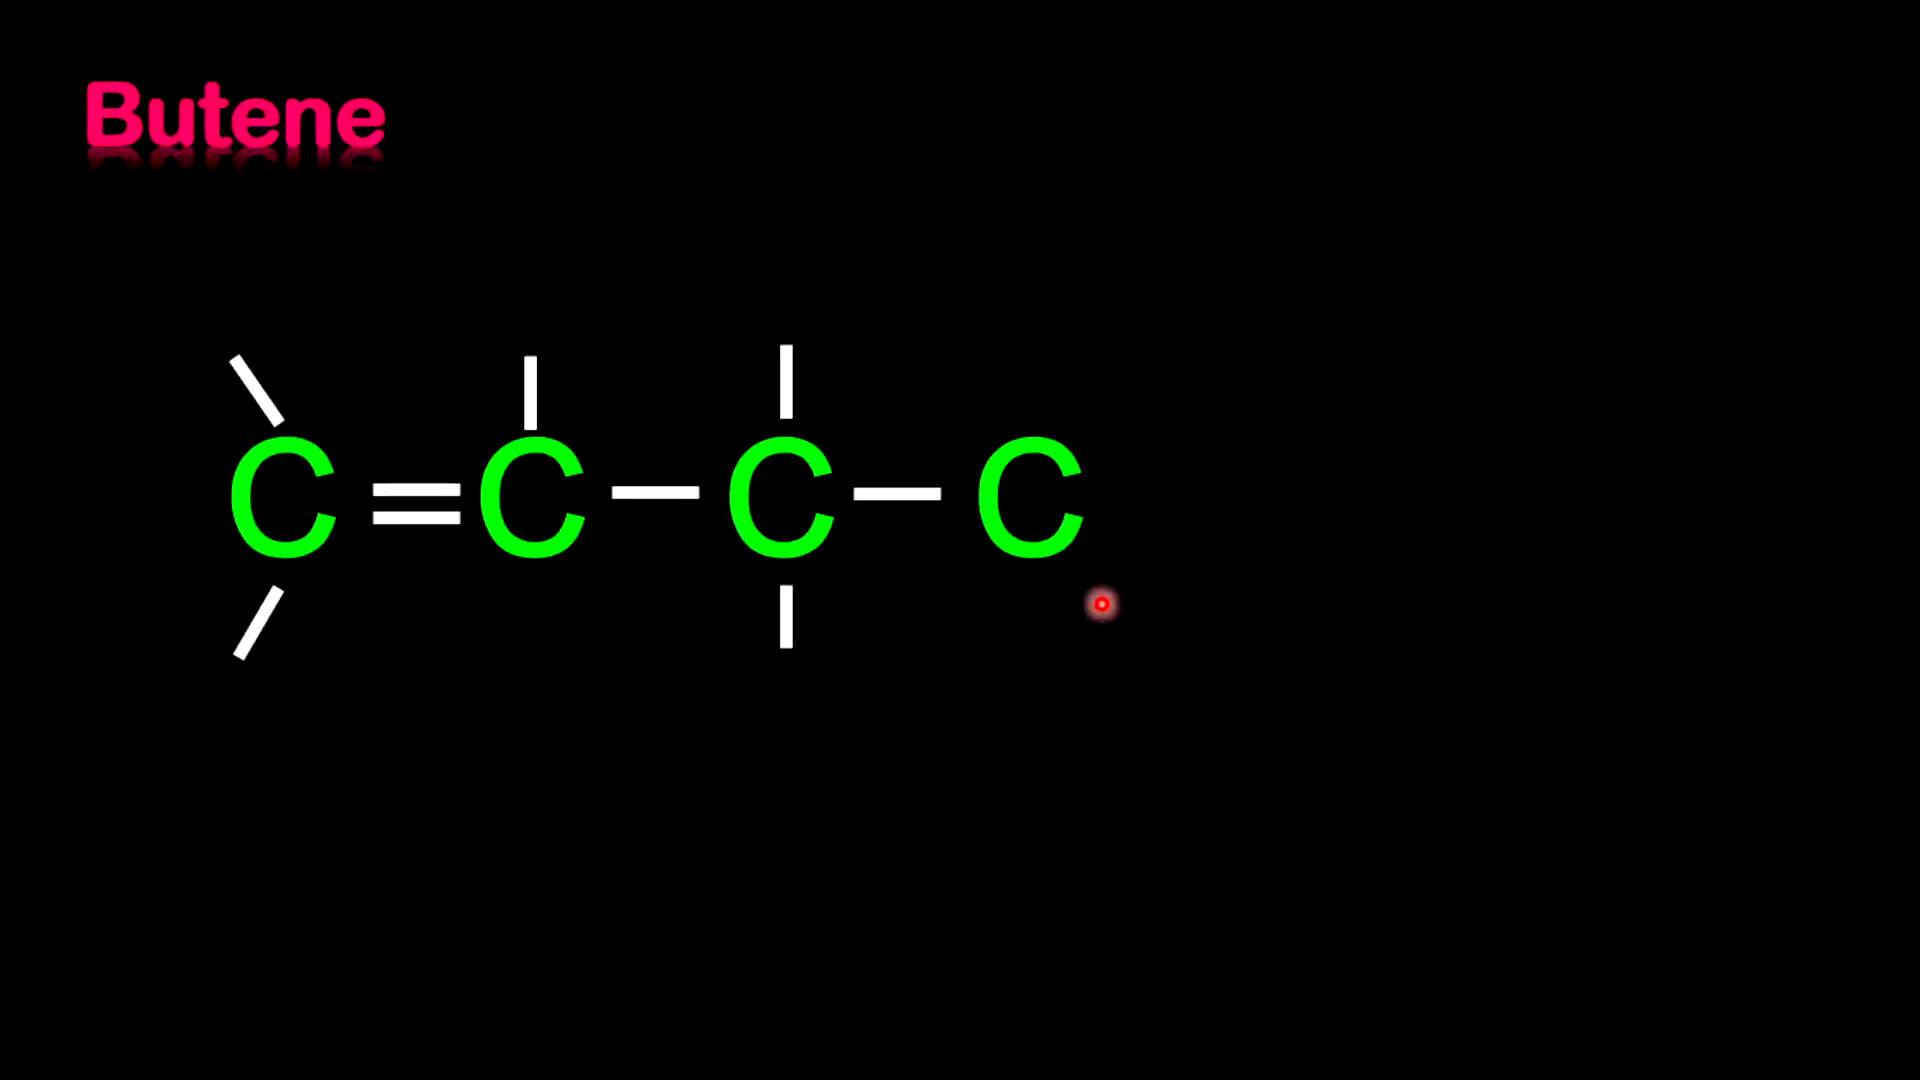 Butene
C = C – C – C